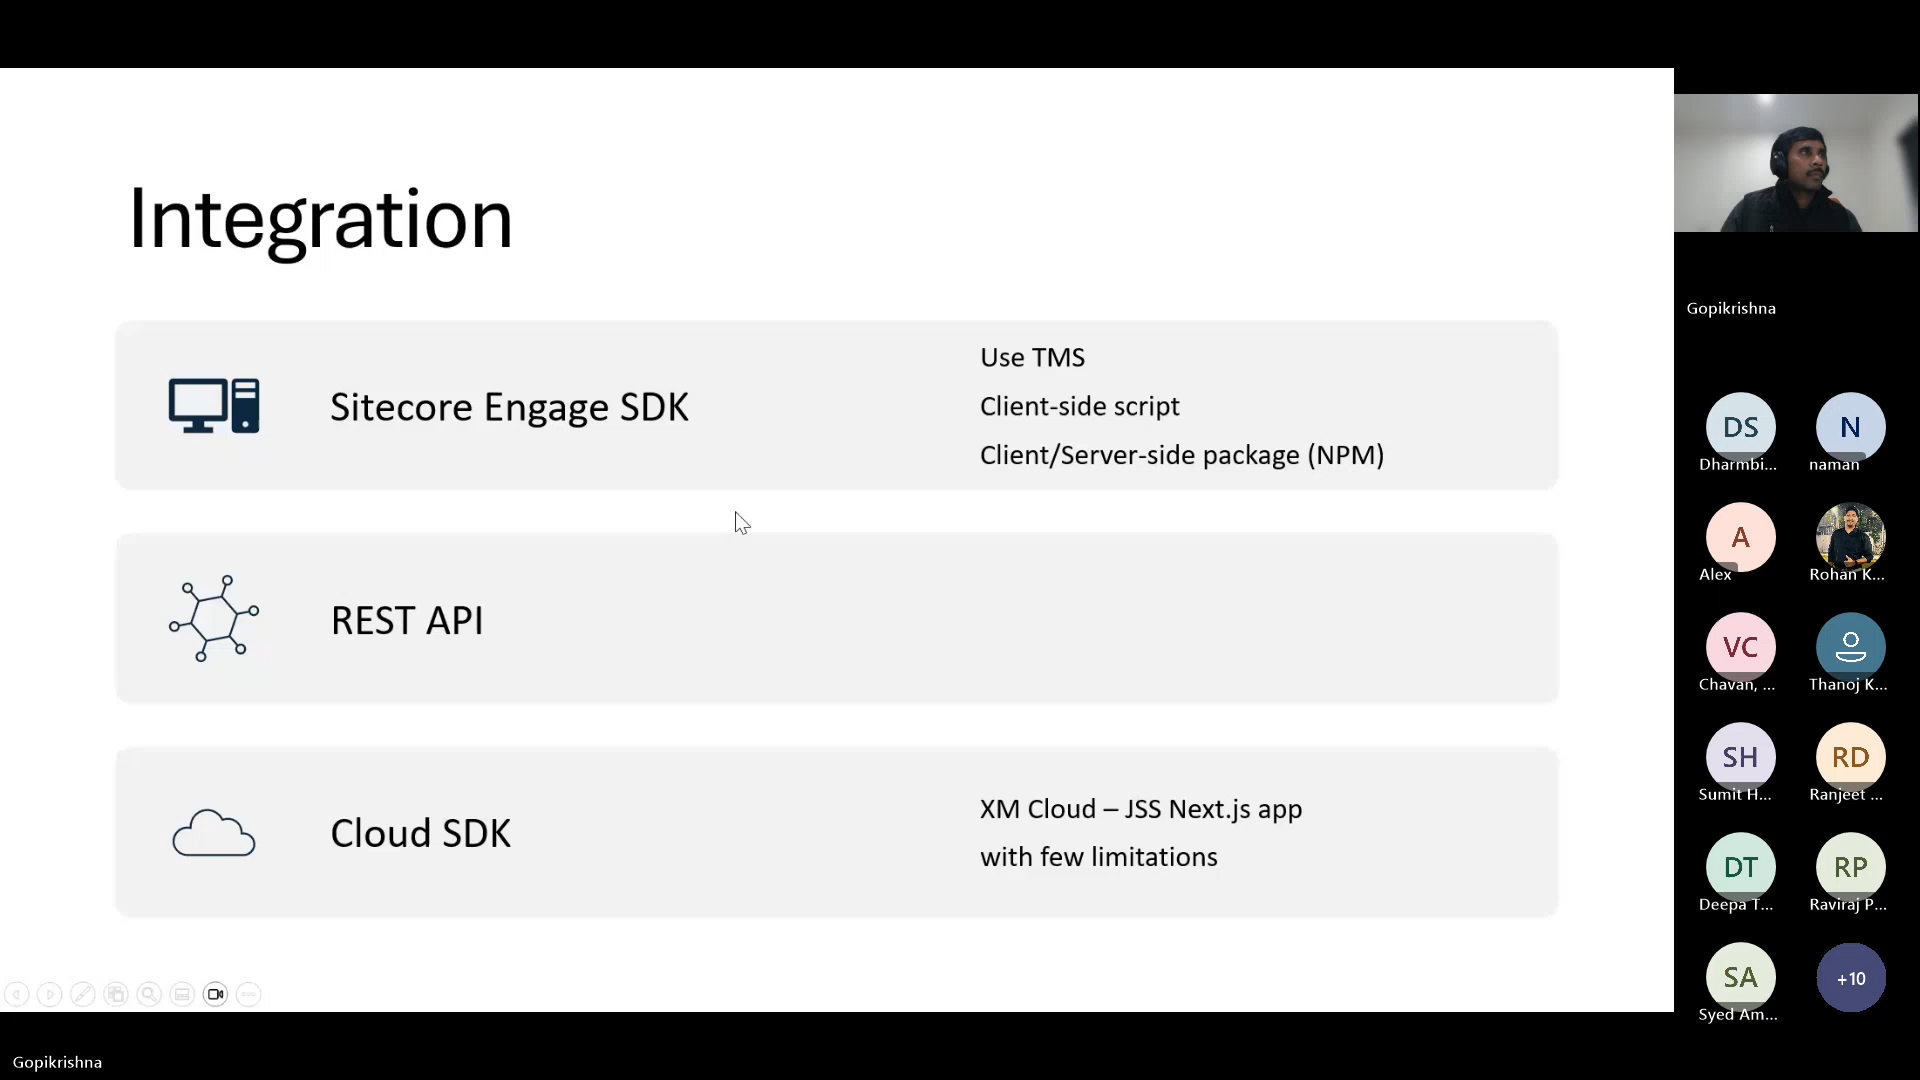 Integration
Sitecore Engage SDK
Use TMS
Client-side script
Client/Server-side package (NPM)
REST API
Cloud SDK
XM Cloud – JSS Next.js app
with few limitations
Gopikrishna
DS
Dharmbi...
N
naman
A
Alex
Rohan K...
VC
Chavan, ...
Thanoj K...
SH
Sumit H...
RD
Ranjeet ...
DT
Deepa T...
RP
Raviraj P...
SA
Syed Am...
+10
Gopikrishna